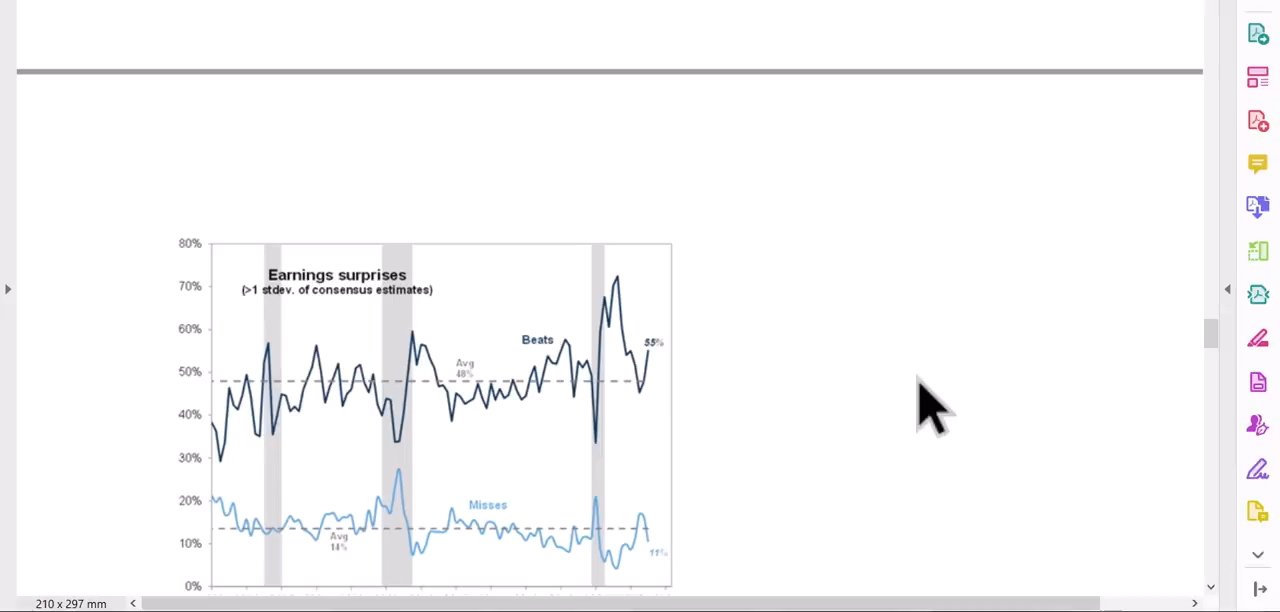 80%
Earnings surprises
(>1 stdev. of consensus estimates)
70%
60%
Beats
55%
50%
Avg
48%
40%
30%
20%
Misses
10%
Avg
14%
11%
0%
210 x 297 mm